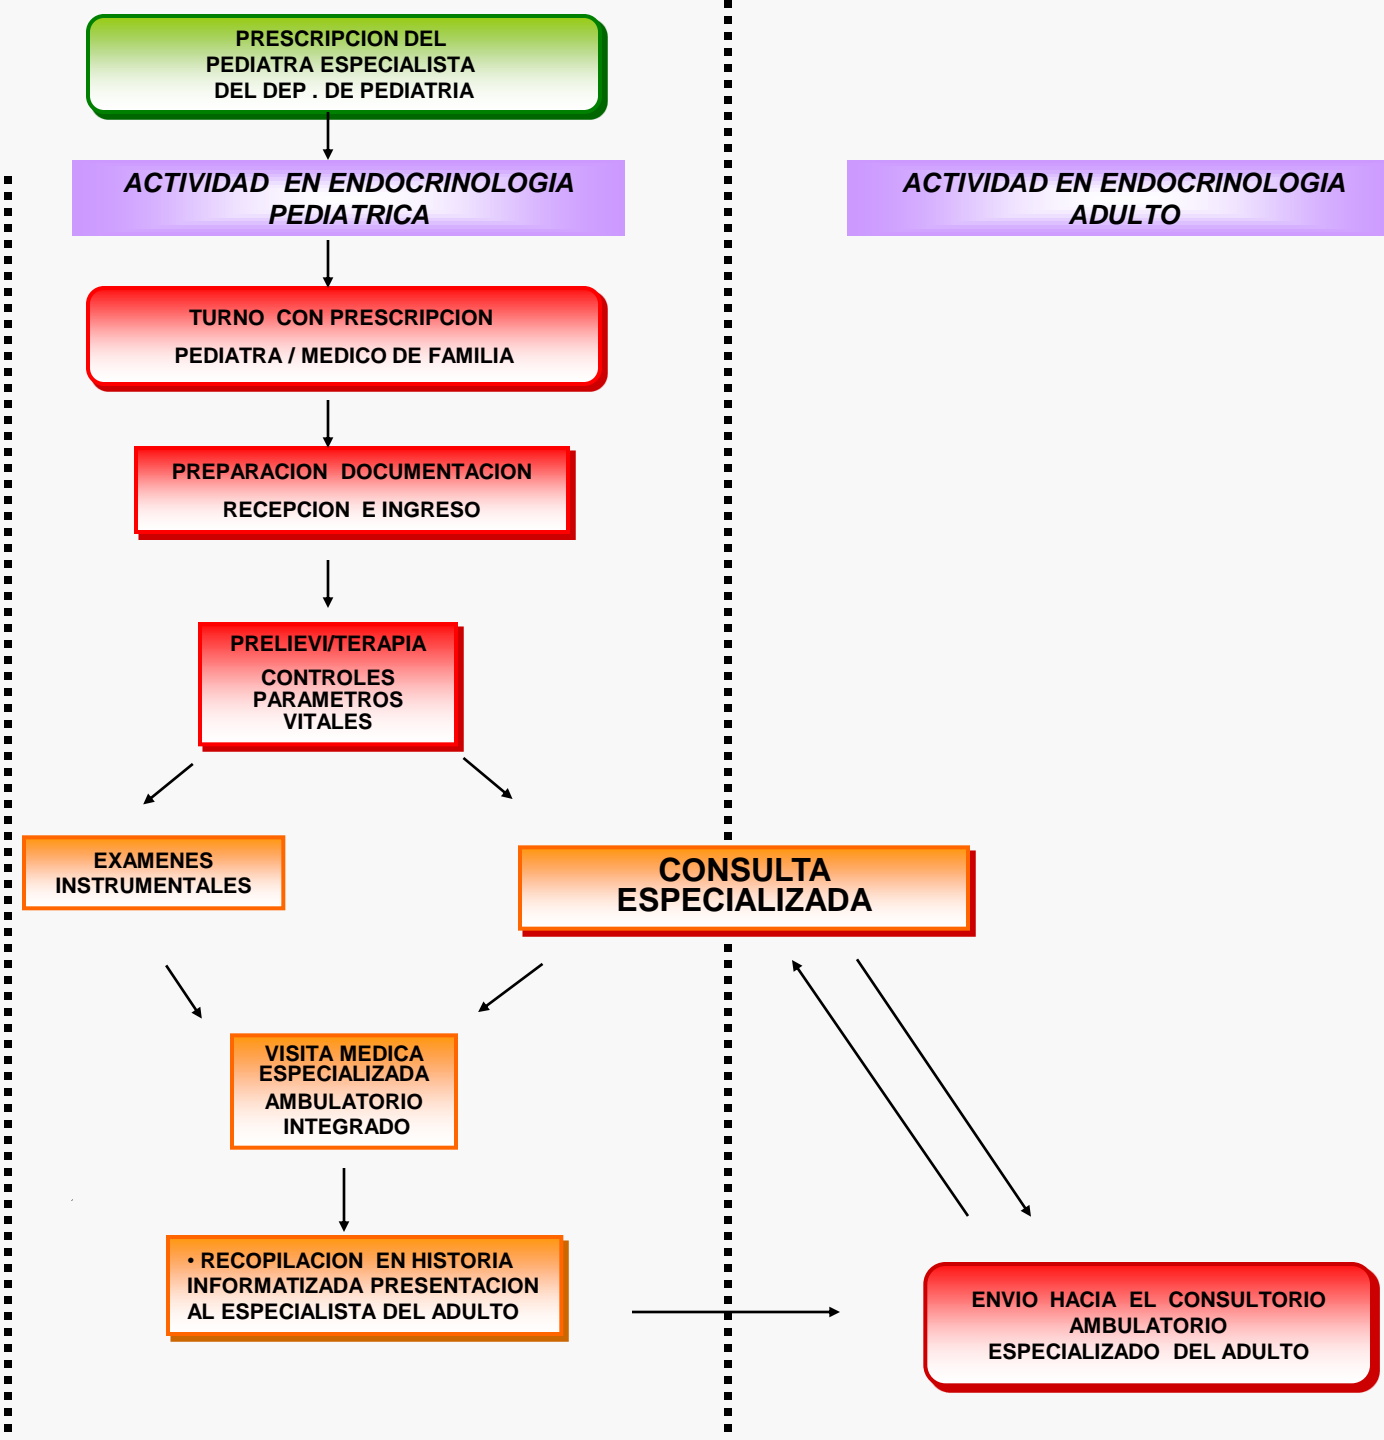 PRESCRIPCION DEL
PEDIATRA ESPECIALISTA
DEL DEP . DE PEDIATRIA
ACTIVIDAD EN ENDOCRINOLOGIA
PEDIATRICA
ACTIVIDAD EN ENDOCRINOLOGIA
ADULTO
TURNO CON PRESCRIPCION
PEDIATRA / MEDICO DE FAMILIA
PREPARACION DOCUMENTACION
RECEPCION E INGRESO
PRELIEVI/TERAPIA
CONTROLES
PARAMETROS
VITALES
EXAMENES
INSTRUMENTALES
CONSULTA
ESPECIALIZADA
VISITA MEDICA
ESPECIALIZADA
AMBULATORIO
INTEGRADO
• RECOPILACION EN HISTORIA
INFORMATIZADA PRESENTACION
AL ESPECIALISTA DEL ADULTO
ENVIO HACIA EL CONSULTORIO
AMBULATORIO
ESPECIALIZADO DEL ADULTO